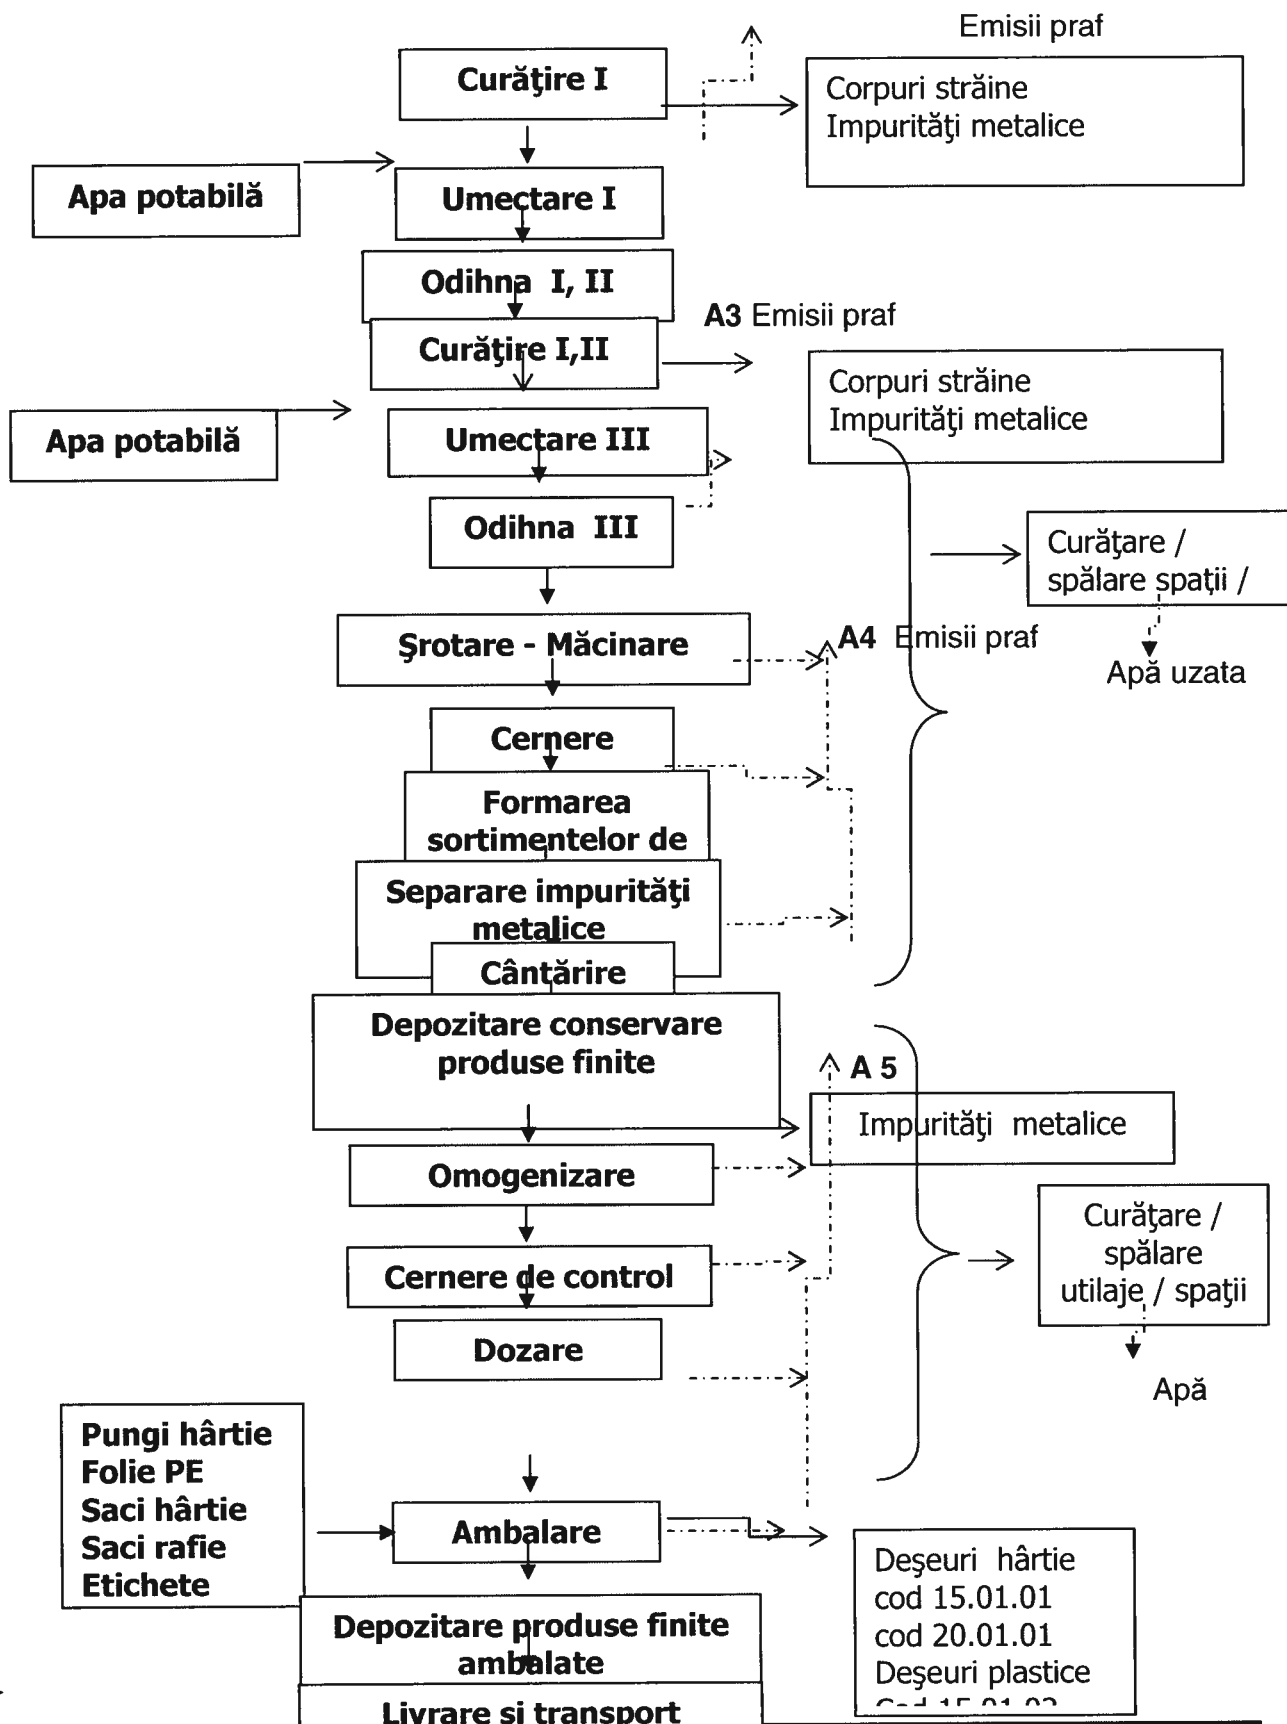 Emisii praf
Curăţire I
Corpuri străine
Impurităţi metalice
Apa potabilă
Umectare I
Odihna I, II
A3 Emisii praf
Curăţire I,II
Corpuri străine
Impurităţi metalice
Apa potabilă
Umectare III
Odihna III
Curăţare /
spălare spaţii /
Şrotare - Măcinare
A4 Emisii praf
Apă uzata
Cernere
Formarea
sortimentelor de
Separare impurităţi
metalice
Cântărire
Depozitare conservare
produse finite
A 5
Impurităţi metalice
Omogenizare
Curăţare /
spălare
utilaje / spaţii
Cernere de control
Dozare
Apă
Pungi hârtie
Folie PE
Saci hârtie
Saci rafie
Etichete
Ambalare
Deşeuri hârtie
cod 15.01.01
cod 20.01.01
Deşeuri plastice
Cod 15.01.02
Depozitare produse finite
ambalate
Livrare si transport